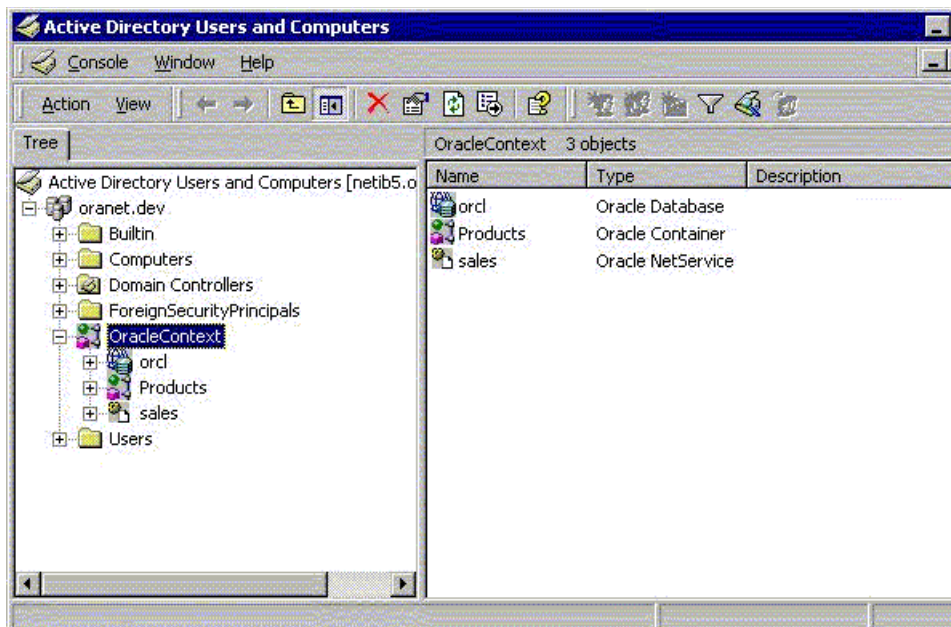 Active Directory Users and Computers
Console Window Help
Action View
Tree
OracleContext 3 objects
Active Directory Users and Computers [netib5.o
oranet.dev
Builtin
Computers
Domain Controllers
ForeignSecurityPrincipals
OracleContext
orcl
Products
sales
Users
Name Type Description
orcl Oracle Database
Products Oracle Container
sales Oracle NetService